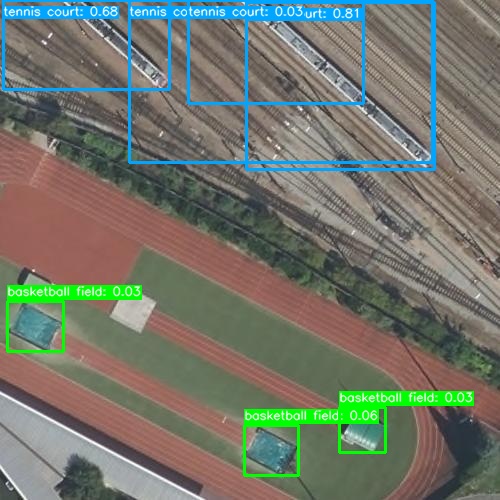 tennis court: 0.68
tennis co
tennis court: 0.03
urt: 0.81
basketball field: 0.03
basketball field: 0.03
basketball field: 0.06